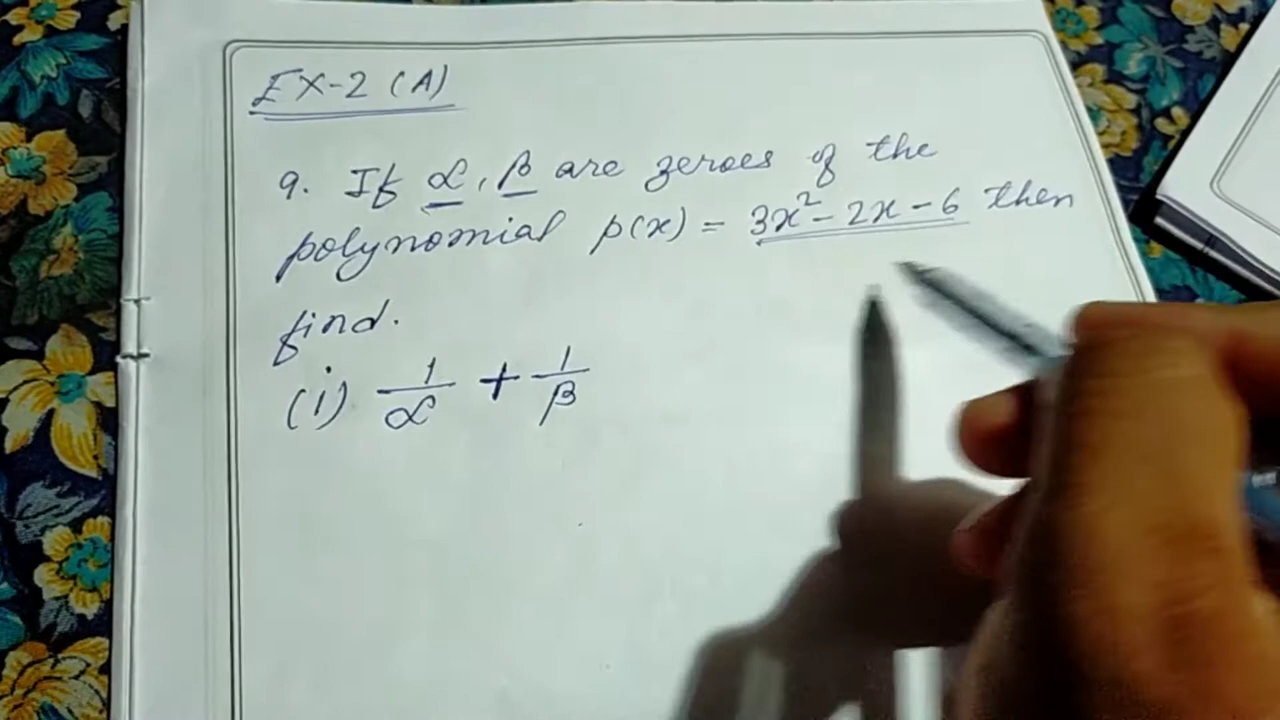 EX-2 (A)
9. If α, β are zeroes of the
polynomial p(x) = 3x² - 2x - 6 then
find.
(i) 1/α + 1/β